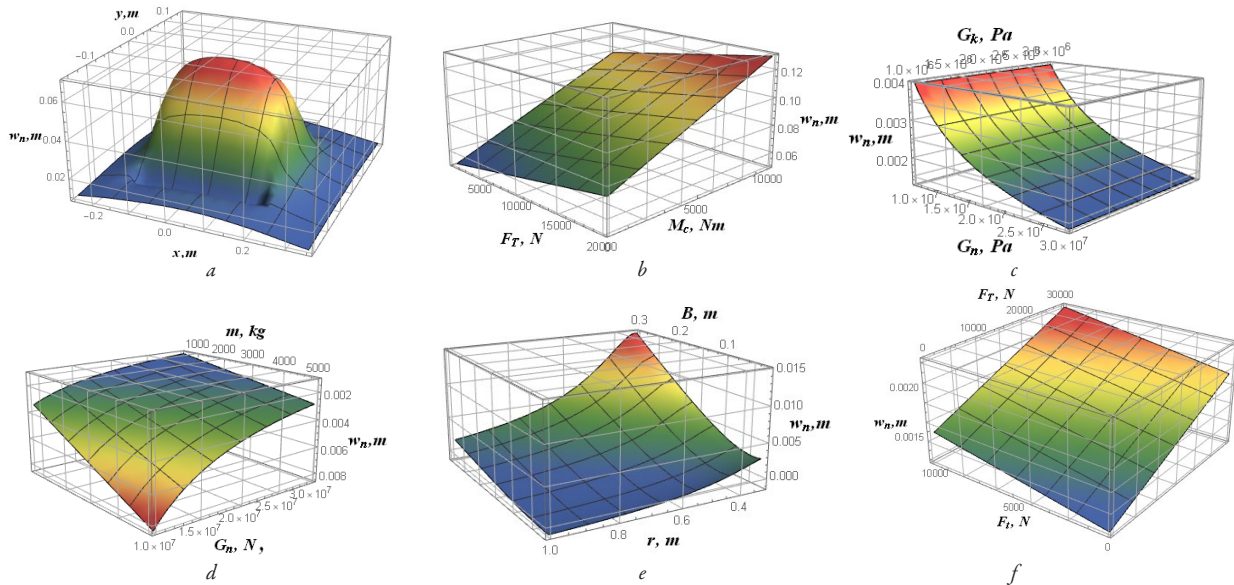 y,m
0.1
0.0
−0.1
0.06
w_n,m
0.04
0.02
−0.2
0.0
0.2
x,m
a
0.12
0.10
w_n,m
0.08
0.06
5000
10000
15000
20000
F_T, N
0
5000
10000
M_c, Nm
b
G_k, Pa
0.004
0.003
w_n,m
0.002
1.0 × 10^7
1.5 × 10^7
2.0 × 10^7
2.5 × 10^7
3.0 × 10^7
G_n, Pa
c
m, kg
1000
2000
3000
4000
5000
0.002
0.004
w_n,m
0.006
0.008
3.0 × 10^7
2.5 × 10^7
2.0 × 10^7
1.5 × 10^7
1.0 × 10^7
G_n, N,
d
B, m
0.3
0.2
0.1
0.015
0.010
w_n,m
0.005
0.000
0.4
0.6
0.8
1.0
r, m
e
F_T, N
30000
20000
10000
0
0.0020
w_n,m
0.0015
10000
5000
0
F_t, N
f